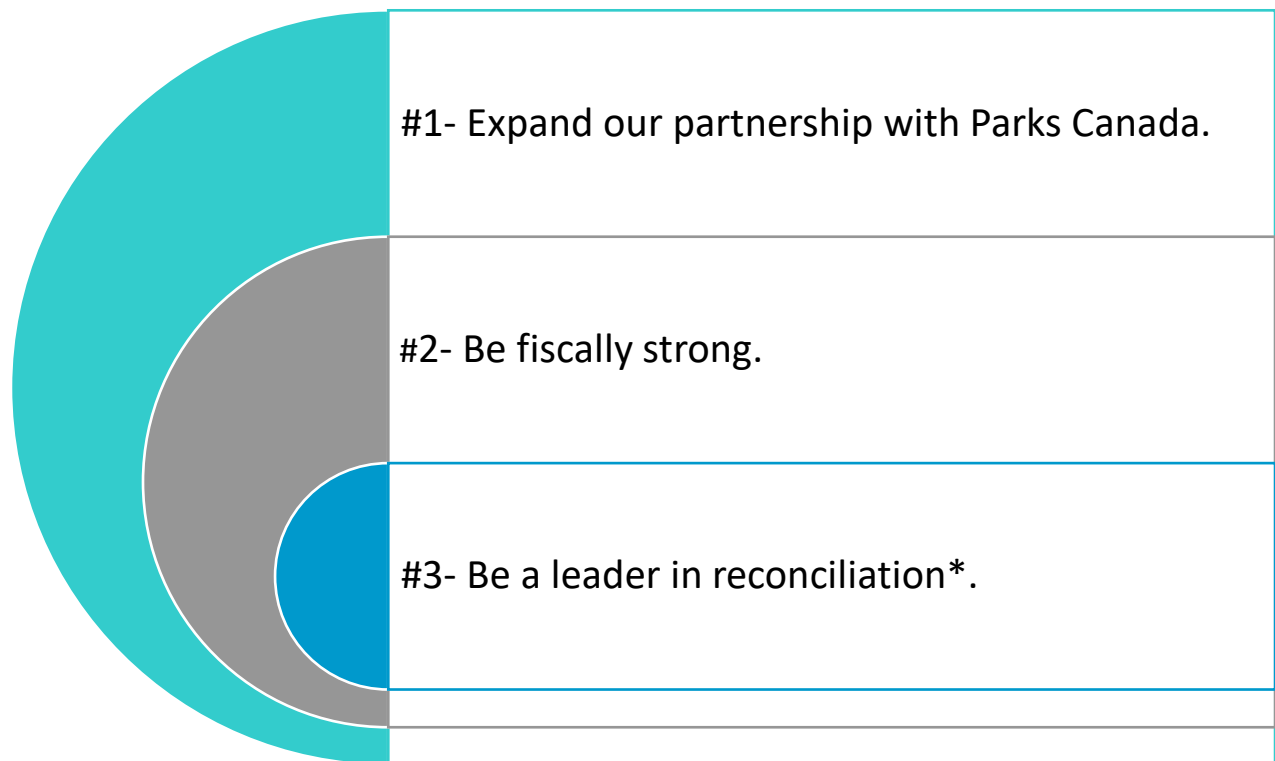 #1- Expand our partnership with Parks Canada.
#2- Be fiscally strong.
#3- Be a leader in reconciliation*.